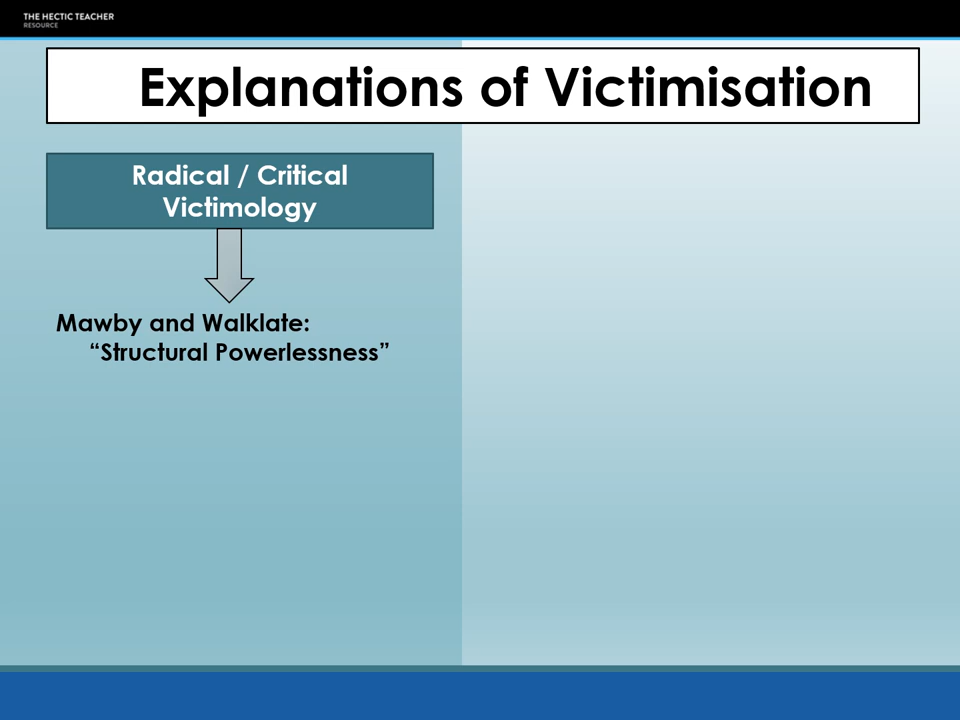 THE HECTIC TEACHER
RESOURCE
Explanations of Victimisation
Radical / Critical
Victimology
Mawby and Walklate:
“Structural Powerlessness”